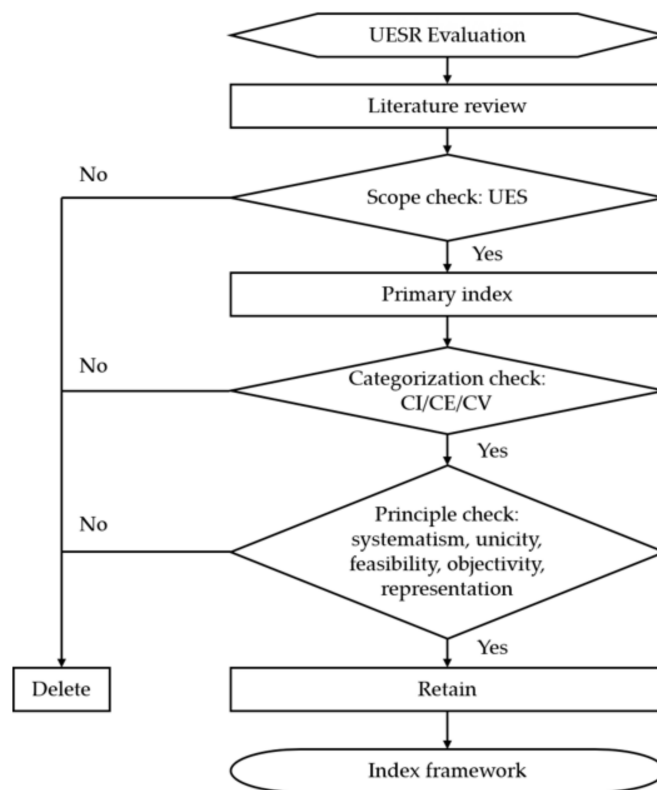 UESR Evaluation
Literature review
No
Scope check: UES
Yes
Primary index
No
Categorization check:
CI/CE/CV
Yes
No
Principle check:
systematism, unicity,
feasibility, objectivity,
representation
Yes
Delete
Retain
Index framework